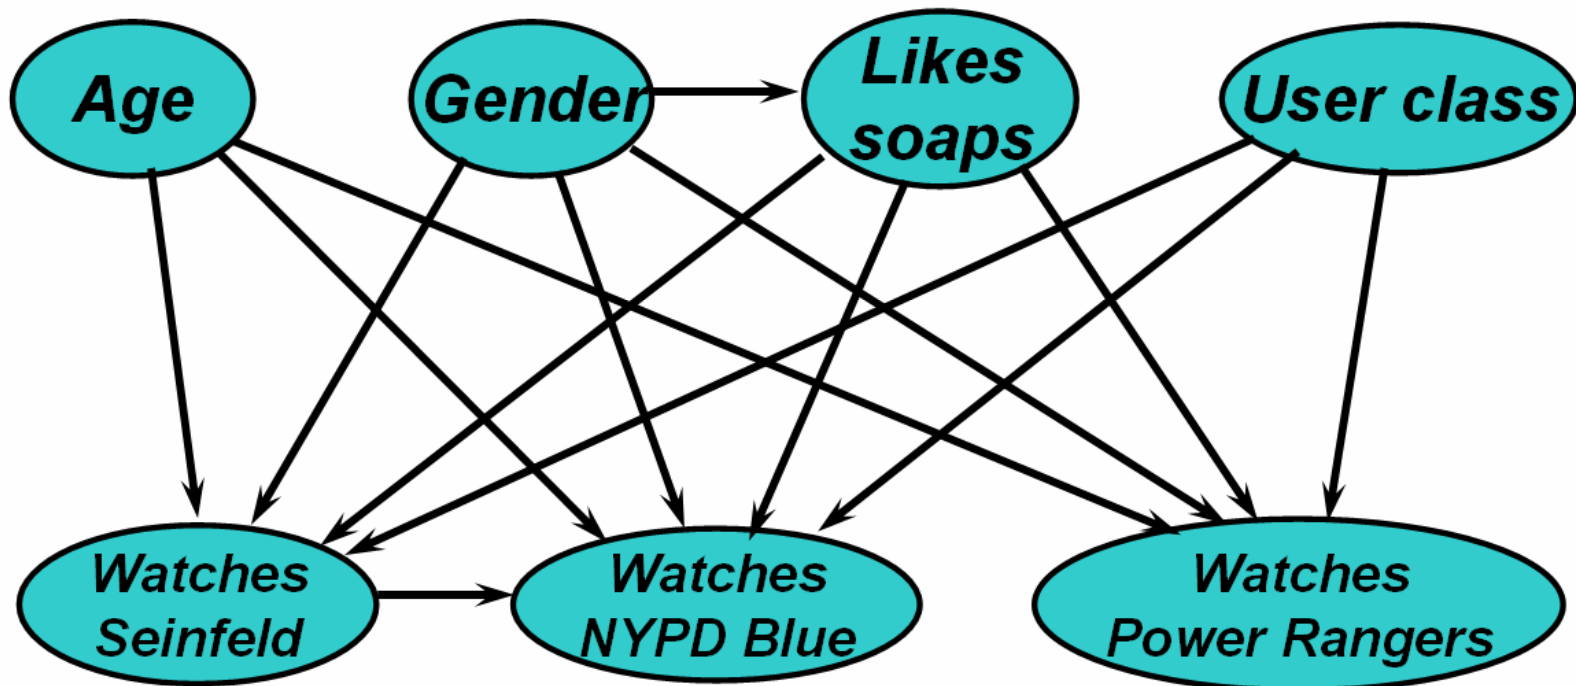 Age
Gender
Likes
soaps
User class
Watches
Seinfeld
Watches
NYPD Blue
Watches
Power Rangers